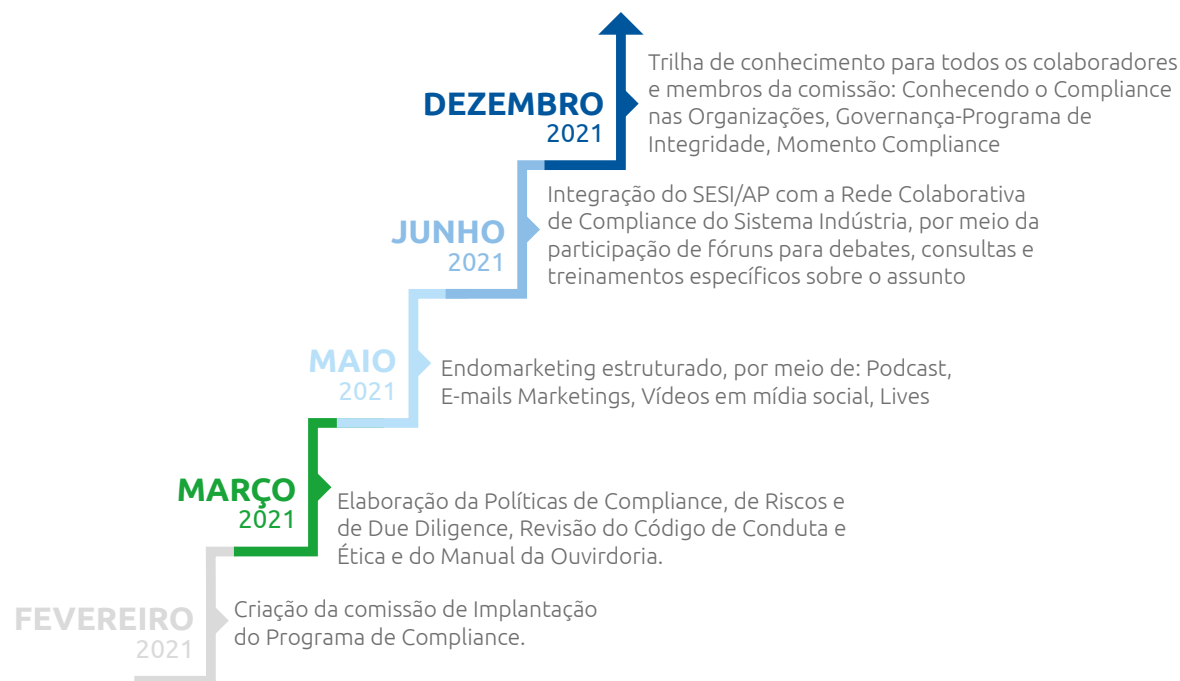 DEZEMBRO
2021
Trilha de conhecimento para todos os colaboradores
e membros da comissão: Conhecendo o Compliance
nas Organizações, Governança-Programa de
Integridade, Momento Compliance
JUNHO
2021
Integração do SESI/AP com a Rede Colaborativa
de Compliance do Sistema Indústria, por meio da
participação de fóruns para debates, consultas e
treinamentos específicos sobre o assunto
MAIO
2021
Endomarketing estruturado, por meio de: Podcast,
E-mails Marketings, Vídeos em mídia social, Lives
MARÇO
2021
Elaboração da Políticas de Compliance, de Riscos e
de Due Diligence, Revisão do Código de Conduta e
Ética e do Manual da Ouvirdoria.
FEVEREIRO
2021
Criação da comissão de Implantação
do Programa de Compliance.